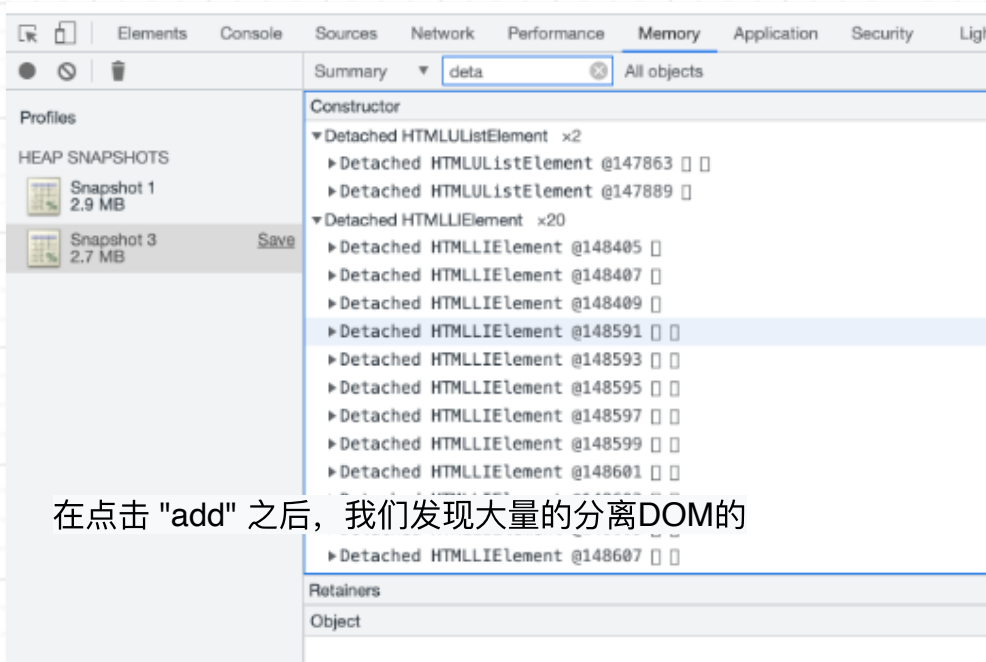 Elements Console Sources Network Performance Memory Application Security Ligh
Summary ▼ deta All objects
Profiles
HEAP SNAPSHOTS
Snapshot 1
2.9 MB
Snapshot 3 Save
2.7 MB
Constructor
▼Detached HTMLUListElement ×2
▶Detached HTMLUListElement @147863
▶Detached HTMLUListElement @147889
▼Detached HTMLLIElement ×20
▶Detached HTMLLIElement @148405
▶Detached HTMLLIElement @148407
▶Detached HTMLLIElement @148409
▶Detached HTMLLIElement @148591
▶Detached HTMLLIElement @148593
▶Detached HTMLLIElement @148595
▶Detached HTMLLIElement @148597
▶Detached HTMLLIElement @148599
▶Detached HTMLLIElement @148601
在点击 "add" 之后，我们发现大量的分离DOM的
▶Detached HTMLLIElement @148607
Retainers
Object